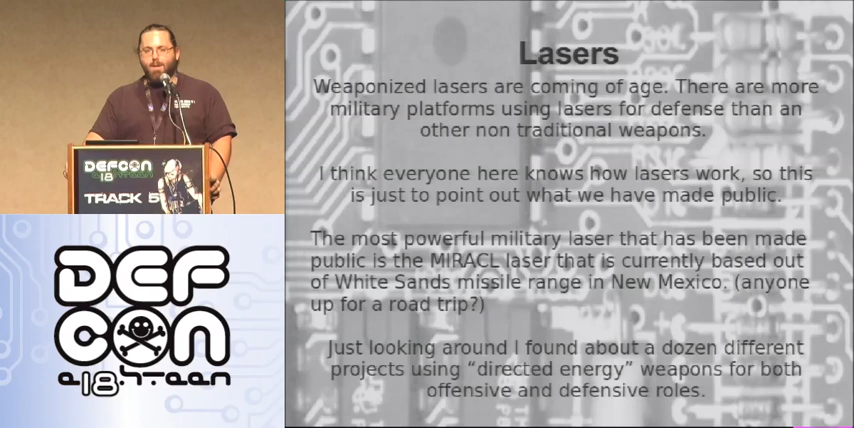 DEFCON
18
TRACK 5
DEF
CON
e18hteen
Lasers
Weaponized lasers are coming of age. There are more
military platforms using lasers for defense than an
other non traditional weapons.
I think everyone here knows how lasers work, so this
is just to point out what we have made public.
The most powerful military laser that has been made
public is the MIRACL laser that is currently based out
of White Sands missile range in New Mexico. (anyone
up for a road trip?)
Just looking around I found about a dozen different
projects using “directed energy” weapons for both
offensive and defensive roles.